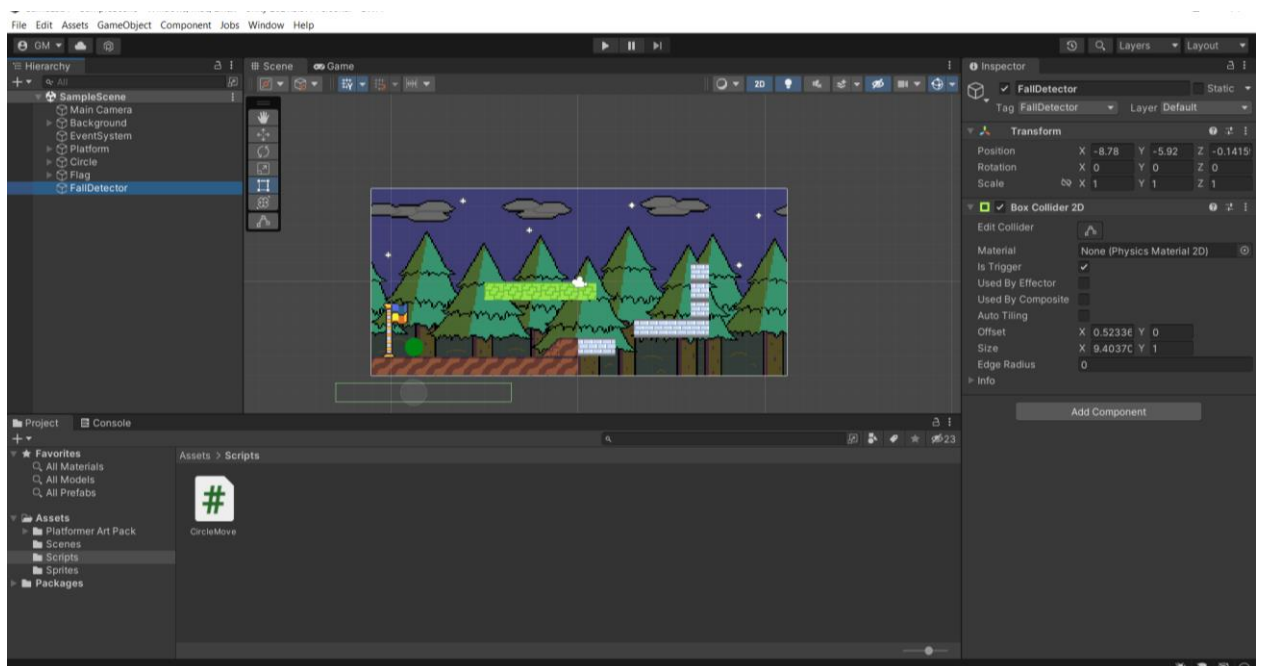 File Edit Assets GameObject Component Jobs Window Help
GM Layers Layout
Hierarchy Scene Game Inspector
All 2D FallDetector Static
SampleScene Tag FallDetector Layer Default
Main Camera
Background Transform
EventSystem Position X -8.78 Y -5.92 Z -0.1415
Platform Rotation X 0 Y 0 Z 0
Circle Scale X 1 Y 1 Z 1
Flag
FallDetector Box Collider 2D
Edit Collider
Material None (Physics Material 2D)
Is Trigger
Used By Effector
Used By Composite
Auto Tiling
Offset X 0.52336 Y 0
Size X 9.4037 Y 1
Edge Radius 0
Info
Add Component
Project Console
23
Favorites Assets > Scripts
All Materials
All Models
All Prefabs
#
Assets
Platformer Art Pack CircleMove
Scenes
Scripts
Sprites
Packages